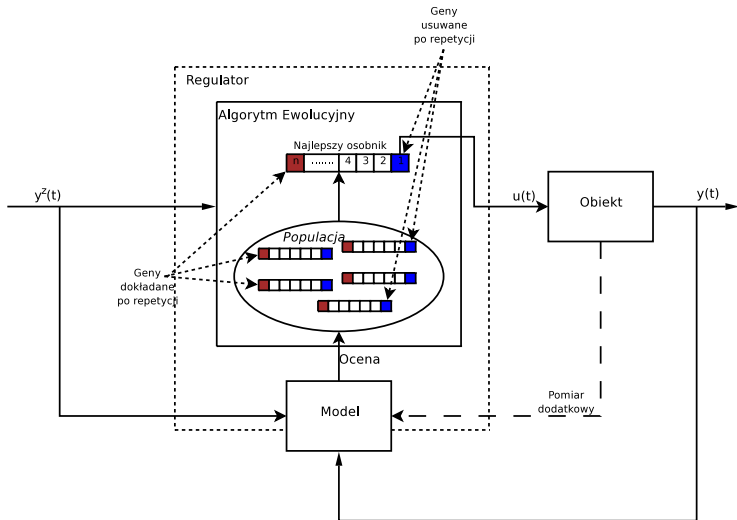 Geny
usuwane
po repetycji
Regulator
Algorytm Ewolucyjny
Najlepszy osobnik
n ....... 4 3 2
y^z(t)
u(t)
Obiekt
y(t)
Populacja
Geny
dokładane
po repetycji
Ocena
Model
Pomiar
dodatkowy